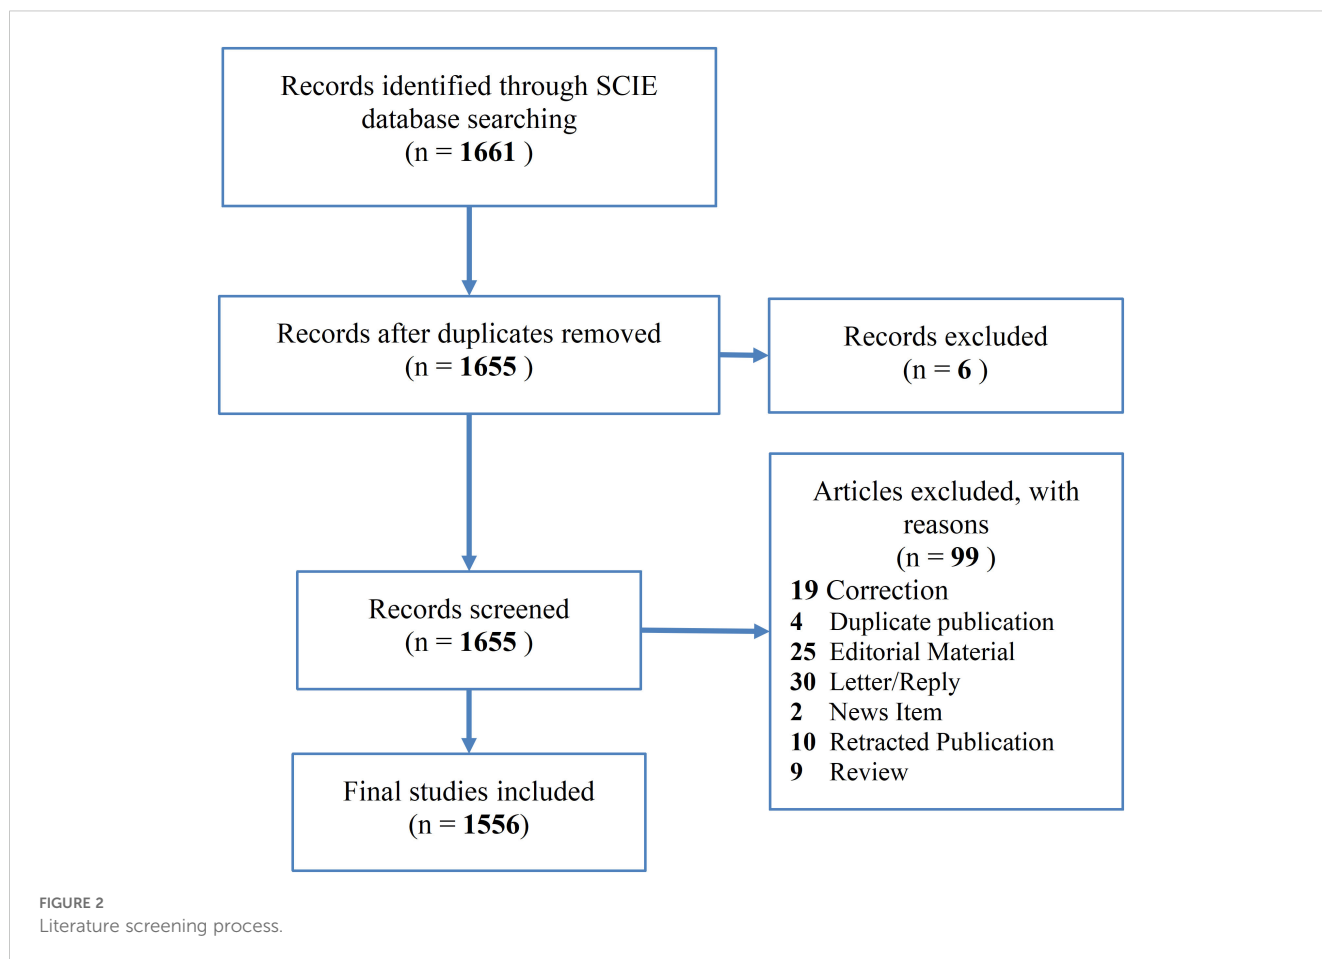 Records identified through SCIE
database searching
(n = 1661 )
Records after duplicates removed
(n = 1655 )
Records excluded
(n = 6 )
Records screened
(n = 1655 )
Articles excluded, with
reasons
(n = 99 )
19 Correction
4 Duplicate publication
25 Editorial Material
30 Letter/Reply
2 News Item
10 Retracted Publication
9 Review
Final studies included
(n = 1556)
FIGURE 2
Literature screening process.